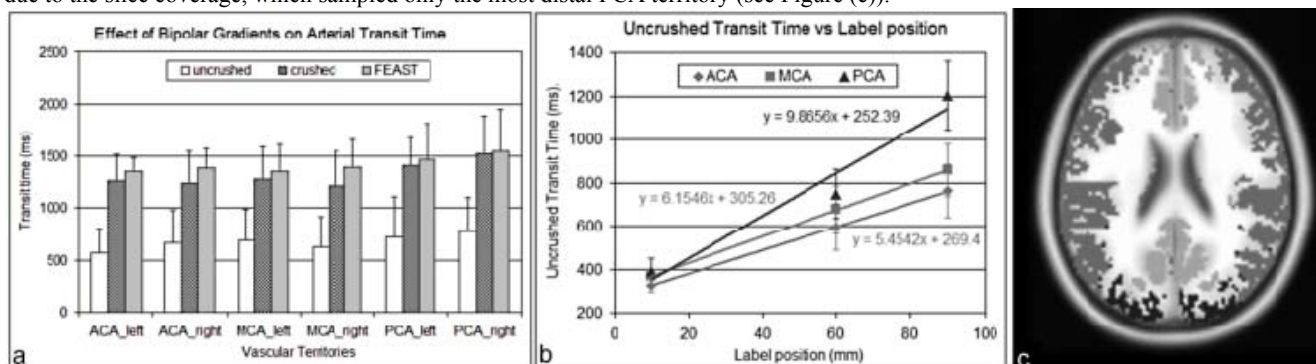 due to the slice coverage, which sampled only the most distal PCA territory (see Figure (c)).
Effect of Bipolar Gradients on Arterial Transit Time
uncrushed crushec FEAST
2500
2000
1500
1000
500
0
Transit time (ms)
ACA_left ACA_right MCA_left MCA_right PCA_left PCA_right
Vascular Territories
a
Uncrushed Transit Time vs Label position
ACA MCA PCA
1400
1200
1000
800
600
400
200
Uncrushed Transit Time (ms).
y = 9.8656x + 252.39
y = 6.1546x + 305.26
y = 5.4542x + 269.4
0 20 40 60 80 100
Label position (mm)
b
c